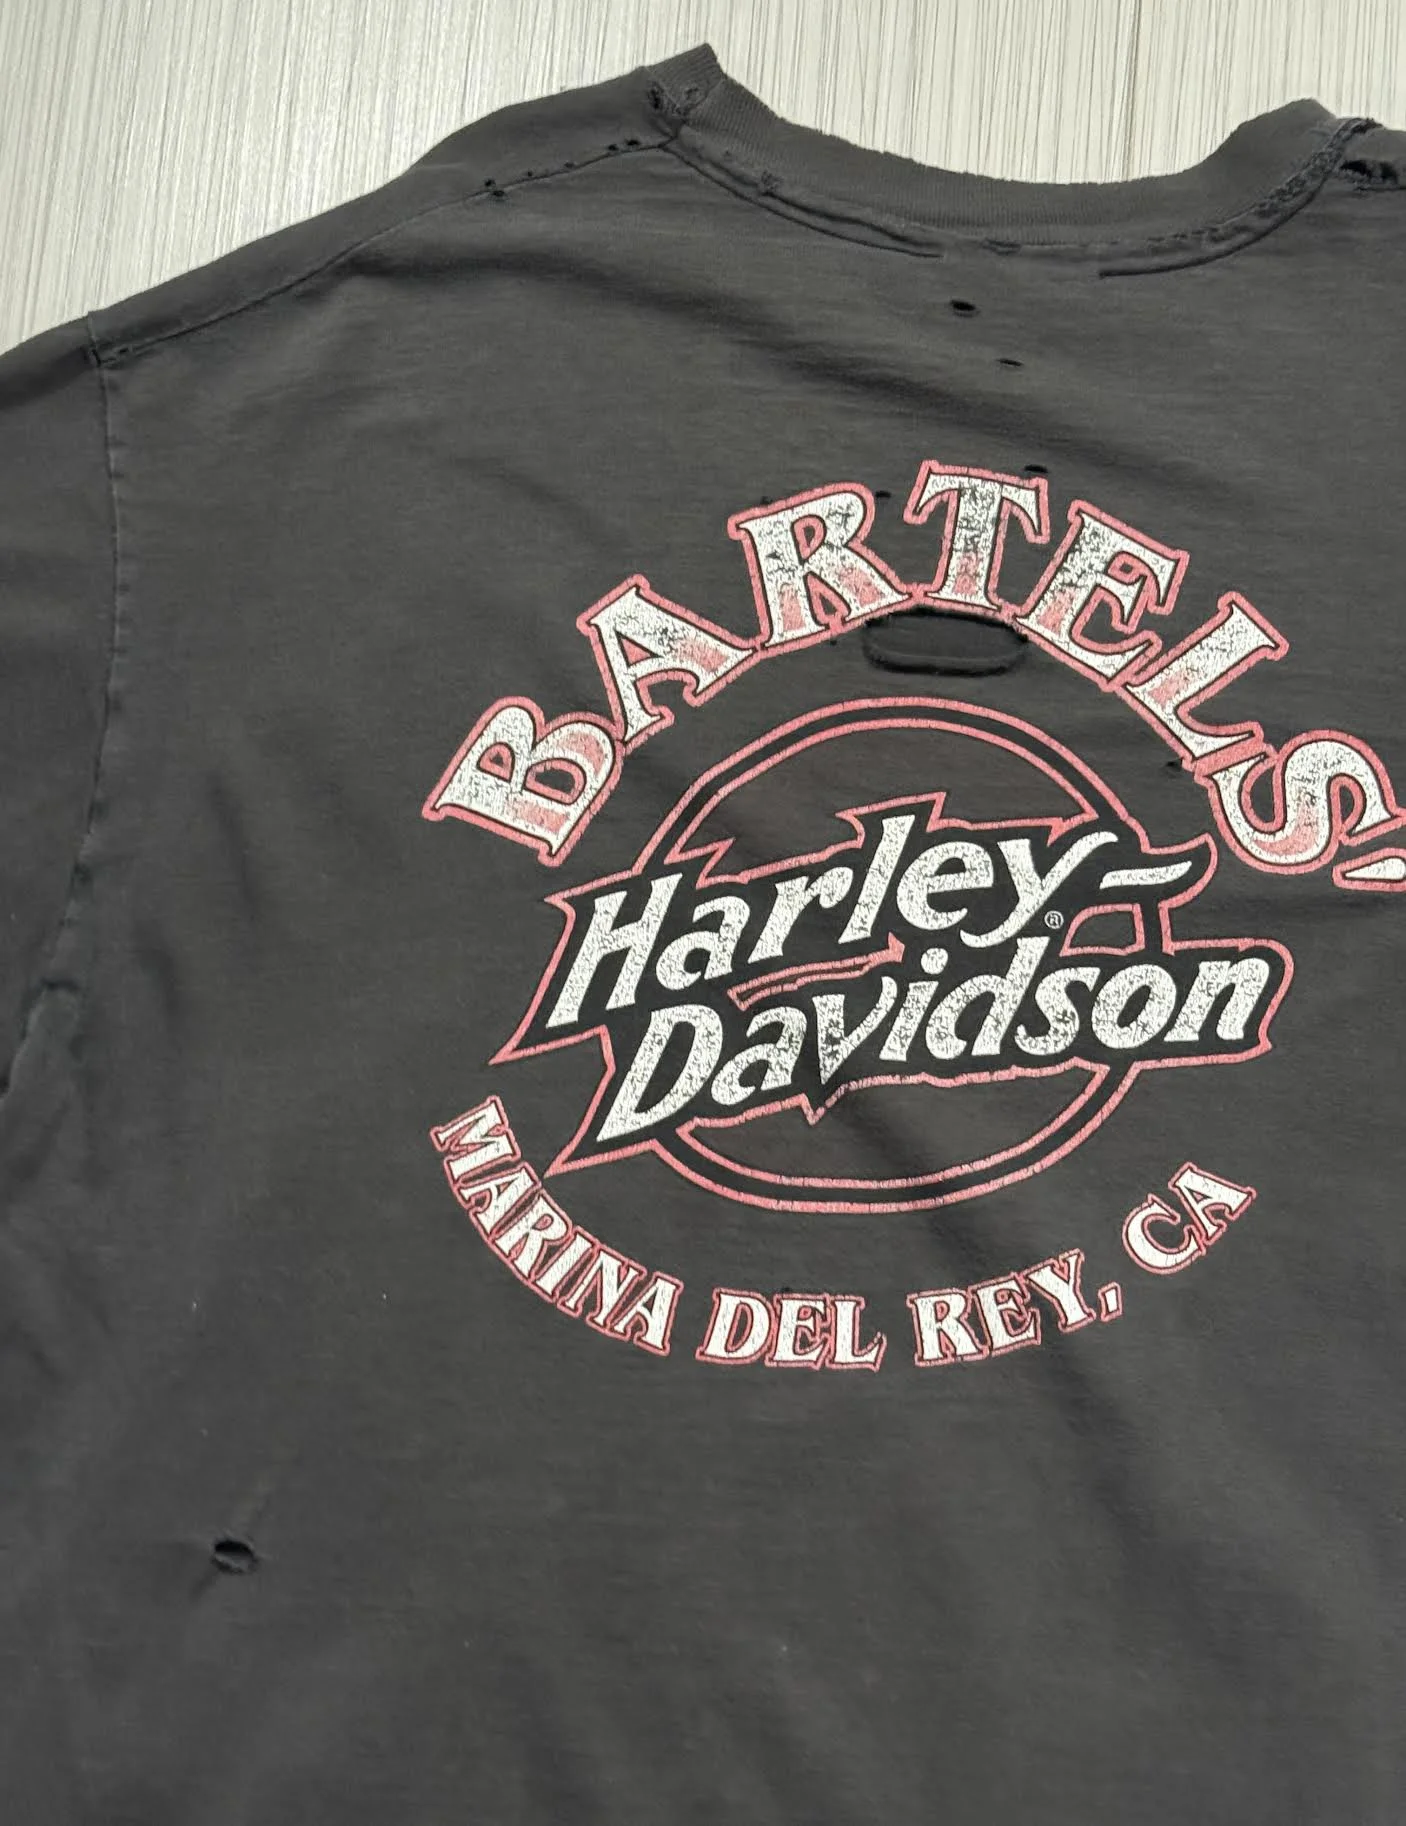 BARTELS'
Harley-
Davidson®
MARINA DEL REY, CA